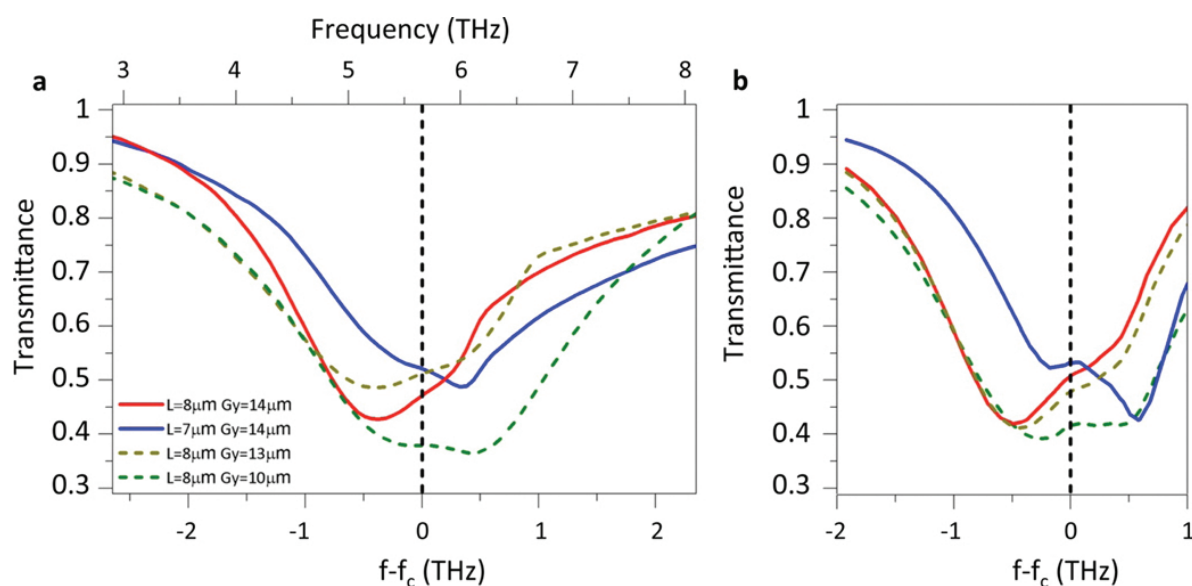 Frequency (THz)
3 4 5 6 7 8
a
b
Transmittance
1
0.9
0.8
0.7
0.6
0.5
0.4
0.3
L=8μm Gy=14μm
L=7μm Gy=14μm
L=8μm Gy=13μm
L=8μm Gy=10μm
-2 -1 0 1 2
f-fc (THz)
Transmittance
1
0.9
0.8
0.7
0.6
0.5
0.4
0.3
-2 -1 0 1
f-fc (THz)